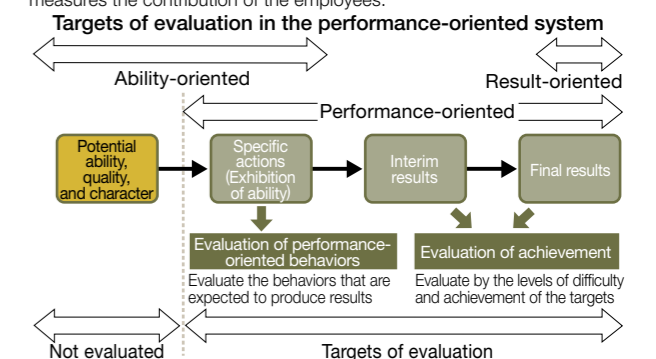 measures the contribution of the employees.
Targets of evaluation in the performance-oriented system
Ability-oriented
Result-oriented
Performance-oriented
Potential
ability,
quality,
and character
Specific
actions
(Exhibition
of ability)
Interim
results
Final results
Evaluation of performance-
oriented behaviors
Evaluate the behaviors that are
expected to produce results
Evaluation of achievement
Evaluate by the levels of difficulty
and achievement of the targets
Not evaluated
Targets of evaluation